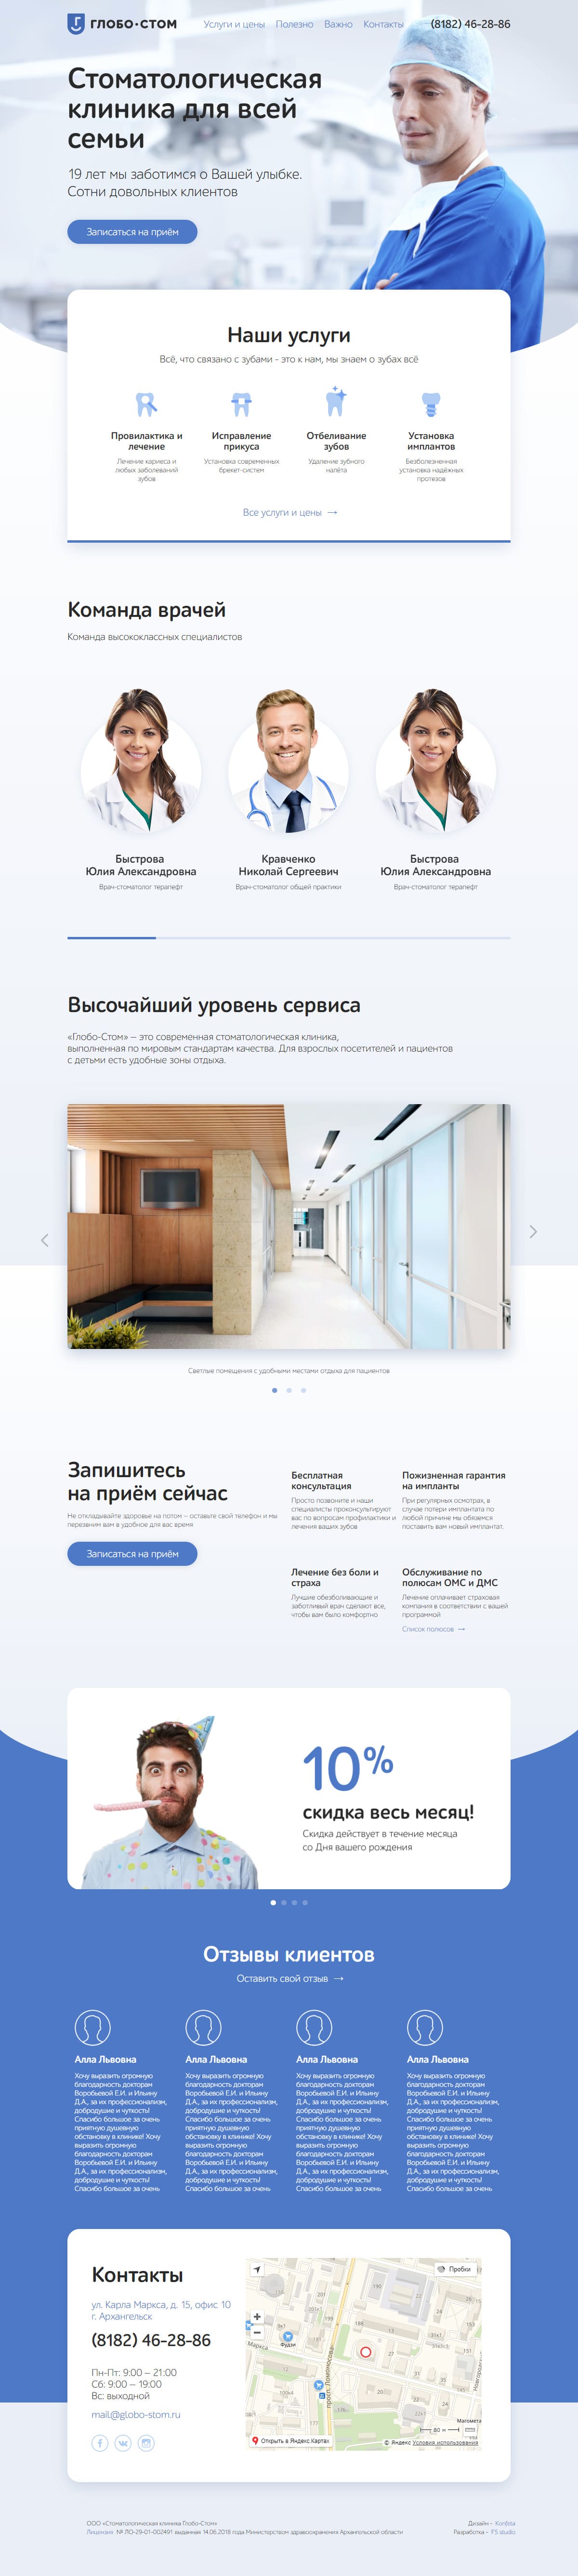 ГЛОБО·СТОМ
Услуги и цены Полезно Важно Контакты
(8182) 46-28-86
Стоматологическая
клиника для всей
семьи
19 лет мы заботимся о Вашей улыбке.
Сотни довольных клиентов
Записаться на приём
Наши услуги
Всё, что связано с зубами - это к нам, мы знаем о зубах всё
Провилактика и
лечение
Лечение кариеса и
любых заболеваний
зубов
Исправление
прикуса
Установка современных
брекет-систем
Отбеливание
зубов
Удаление зубного
налёта
Установка
имплантов
Безболезненная
установка надёжных
протезов
Все услуги и цены →
Команда врачей
Команда высококлассных специалистов
Быстрова
Юлия Александровна
Врач-стоматолог терапефт
Кравченко
Николай Сергеевич
Врач-стоматолог общей практики
Быстрова
Юлия Александровна
Врач-стоматолог терапефт
Высочайший уровень сервиса
«Глобо-Стом» – это современная стоматологическая клиника,
выполненная по мировым стандартам качества. Для взрослых посетителей и пациентов
с детьми есть удобные зоны отдыха.
Светлые помещения с удобными местами отдыха для пациентов
Запишитесь
на приём сейчас
Не откладывайте здоровье на потом – оставьте свой телефон и мы
перезвним вам в удобное для вас время
Записаться на приём
Бесплатная
консультация
Просто позвоните и наши
специалисты проконсультируют
вас по вопросам профилактики и
лечения ваших зубов
Пожизненная гарантия
на импланты
При регулярных осмотрах, в
случае потери имплантата по
любой причине мы обязаемся
поставить вам новый имплантат.
Лечение без боли и
страха
Лучшие обезболивающие и
заботливый врач сделают все,
чтобы вам было комфортно
Обслуживание по
полюсам ОМС и ДМС
Лечение оплачивает страховая
компания в соответствии с вашей
программой
Список полюсов →
10%
скидка весь месяц!
Скидка действует в течение месяца
со Дня вашего рождения
Отзывы клиентов
Оставить свой отзыв →
Алла Львовна
Хочу выразить огромную
благодарность докторам
Воробьевой Е.И. и Ильину
Д.А., за их профессионализм,
добродушие и чуткость!
Спасибо большое за очень
приятную душевную
обстановку в клинике! Хочу
выразить огромную
благодарность докторам
Воробьевой Е.И. и Ильину
Д.А., за их профессионализм,
добродушие и чуткость!
Спасибо большое за очень
Алла Львовна
Хочу выразить огромную
благодарность докторам
Воробьевой Е.И. и Ильину
Д.А., за их профессионализм,
добродушие и чуткость!
Спасибо большое за очень
приятную душевную
обстановку в клинике! Хочу
выразить огромную
благодарность докторам
Воробьевой Е.И. и Ильину
Д.А., за их профессионализм,
добродушие и чуткость!
Спасибо большое за очень
Алла Львовна
Хочу выразить огромную
благодарность докторам
Воробьевой Е.И. и Ильину
Д.А., за их профессионализм,
добродушие и чуткость!
Спасибо большое за очень
приятную душевную
обстановку в клинике! Хочу
выразить огромную
благодарность докторам
Воробьевой Е.И. и Ильину
Д.А., за их профессионализм,
добродушие и чуткость!
Спасибо большое за очень
Алла Львовна
Хочу выразить огромную
благодарность докторам
Воробьевой Е.И. и Ильину
Д.А., за их профессионализм,
добродушие и чуткость!
Спасибо большое за очень
приятную душевную
обстановку в клинике! Хочу
выразить огромную
благодарность докторам
Воробьевой Е.И. и Ильину
Д.А., за их профессионализм,
добродушие и чуткость!
Спасибо большое за очень
Контакты
ул. Карла Маркса, д. 15, офис 10
г. Архангельск
(8182) 46-28-86
Пн-Пт: 9:00 – 21:00
Сб: 9:00 – 19:00
Вс: выходной
mail@globo-stom.ru
Пробки
Маркса
Фудзи
просп. Ломоносова
Магомета
80 м
Открыть в Яндекс.Картах
© Яндекс Условия использования
ООО «Стоматологическая клиника Глобо-Стом»
Лицензия № ЛО-29-01-002491 выданная 14.06.2018 года Министерством здравоохранения Архангельской области
Дизайн –
Разработка – F5 studio